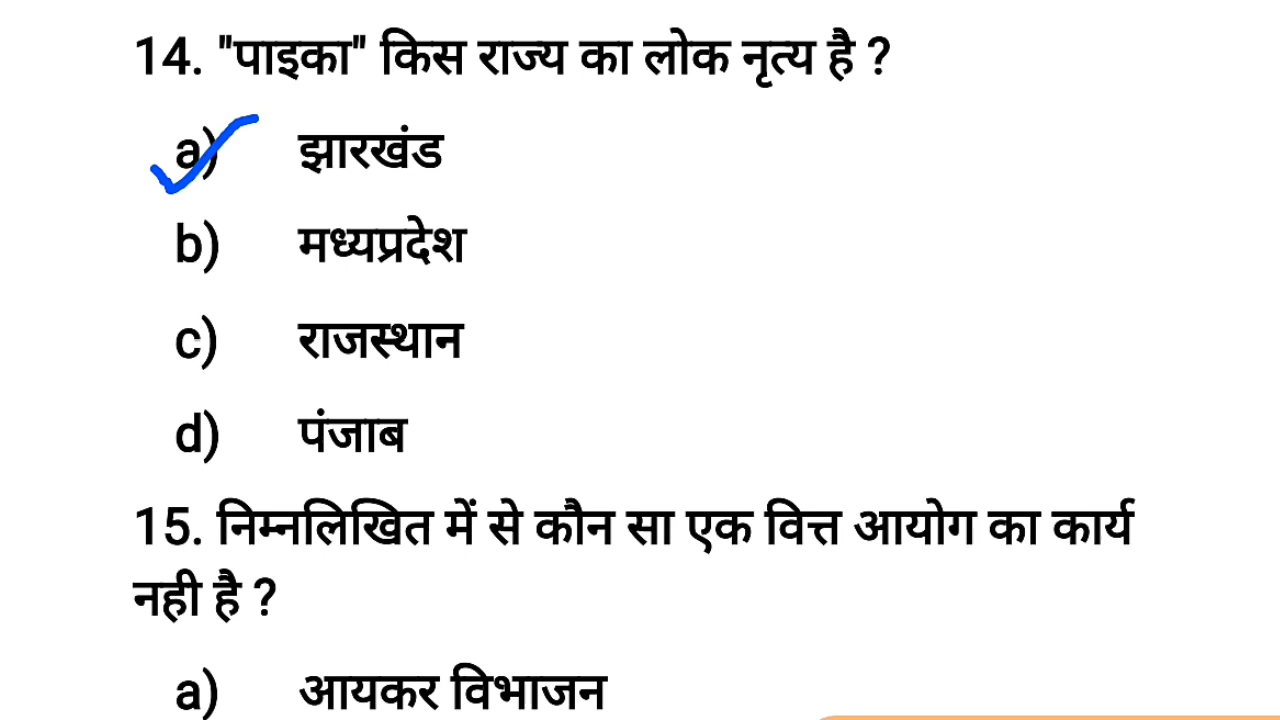 14. "पाइका" किस राज्य का लोक नृत्य है ?
a) झारखंड
b) मध्यप्रदेश
c) राजस्थान
d) पंजाब
15. निम्नलिखित में से कौन सा एक वित्त आयोग का कार्य
नही है ?
a) आयकर विभाजन